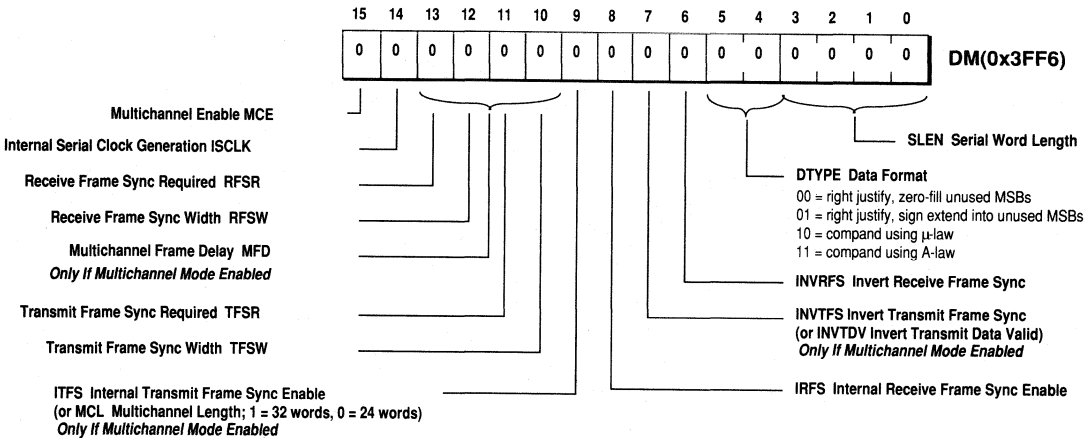 15 14 13 12 11 10 9 8 7 6 5 4 3 2 1 0
0 0 0 0 0 0 0 0 0 0 0 0 0 0 0 0
DM(0x3FF6)
Multichannel Enable MCE
Internal Serial Clock Generation ISCLK
Receive Frame Sync Required RFSR
Receive Frame Sync Width RFSW
Multichannel Frame Delay MFD
Only If Multichannel Mode Enabled
Transmit Frame Sync Required TFSR
Transmit Frame Sync Width TFSW
ITFS Internal Transmit Frame Sync Enable
(or MCL Multichannel Length; 1 = 32 words, 0 = 24 words)
Only If Multichannel Mode Enabled
SLEN Serial Word Length
DTYPE Data Format
00 = right justify, zero-fill unused MSBs
01 = right justify, sign extend into unused MSBs
10 = compand using μ-law
11 = compand using A-law
INVRFS Invert Receive Frame Sync
INVTFS Invert Transmit Frame Sync
(or INVTDV Invert Transmit Data Valid)
Only If Multichannel Mode Enabled
IRFS Internal Receive Frame Sync Enable